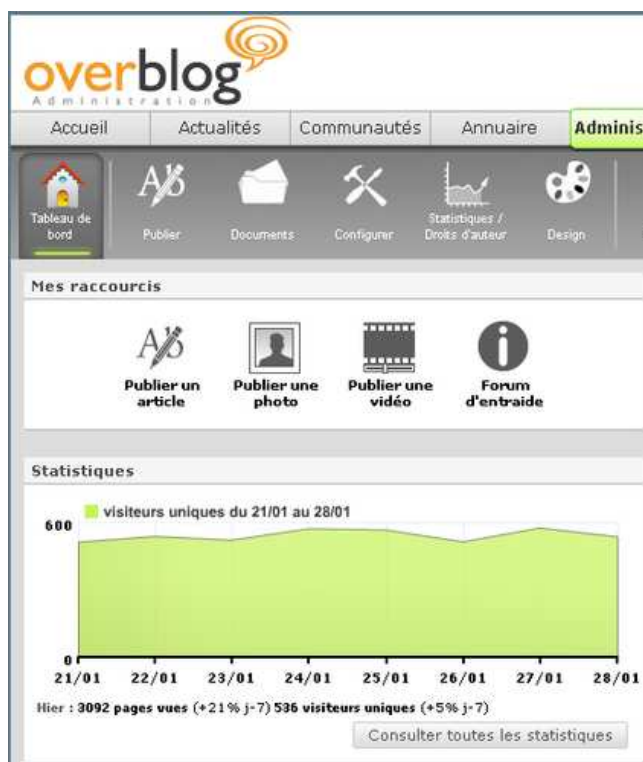 overblog
Administration
Accueil
Actualités
Communautés
Annuaire
Adminis
Tableau de
bord
Publier
Documents
Configurer
Statistiques /
Droits d'auteur
Design
Mes raccourcis
Publier un
article
Publier une
photo
Publier une
vidéo
Forum
d'entraide
Statistiques
visiteurs uniques du 21/01 au 28/01
600
0
21/01 22/01 23/01 24/01 25/01 26/01 27/01 28/01
Hier : 3092 pages vues (+21% j-7) 536 visiteurs uniques (+5% j-7)
Consulter toutes les statistiques